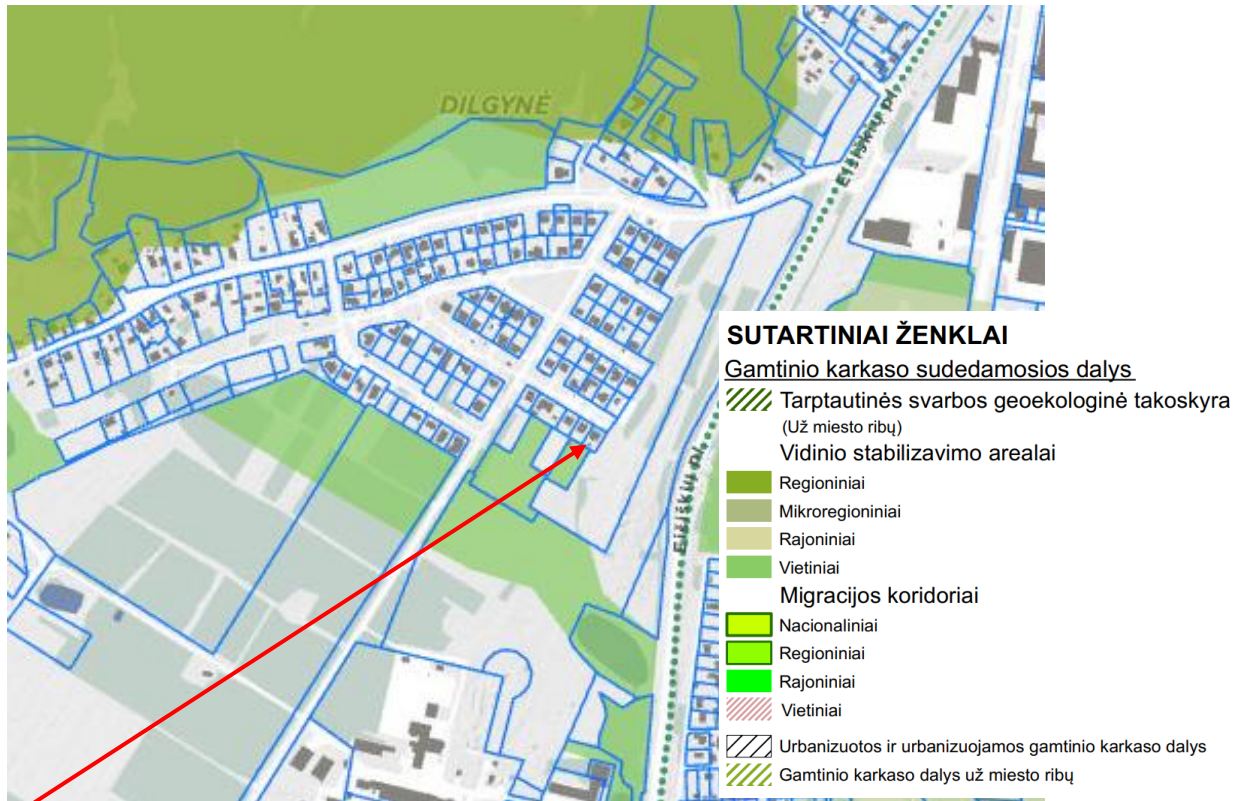 DILGYNĖ
Eišiškių pl.
Eišiškių pl.
SUTARTINIAI ŽENKLAI
Gamtinio karkaso sudedamosios dalys
Tarptautinės svarbos geoekologinė takoskyra
(Už miesto ribų)
Vidinio stabilizavimo arealai
Regioniniai
Mikroregioniniai
Rajoniniai
Vietiniai
Migracijos koridoriai
Nacionaliniai
Regioniniai
Rajoniniai
Vietiniai
Urbanizuotos ir urbanizuojamos gamtinio karkaso dalys
Gamtinio karkaso dalys už miesto ribų